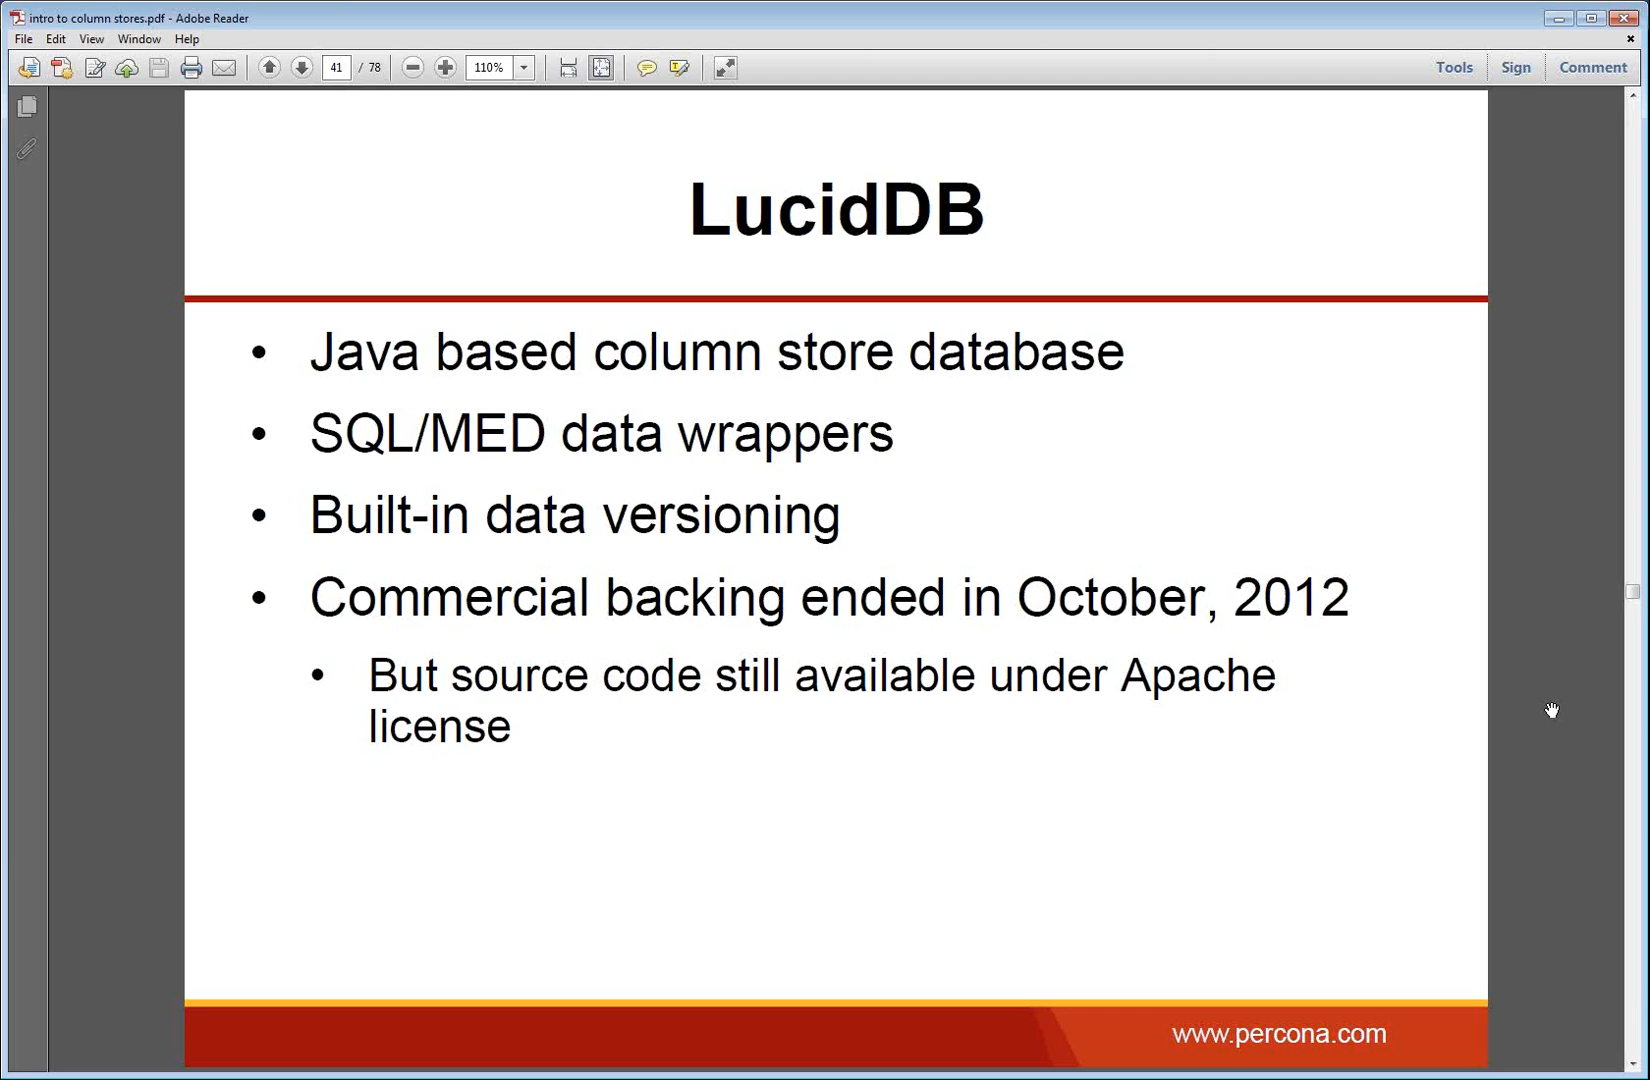 intro to column stores.pdf - Adobe Reader
File Edit View Window Help
41 / 78 110% Tools Sign Comment
LucidDB
• Java based column store database
• SQL/MED data wrappers
• Built-in data versioning
• Commercial backing ended in October, 2012
• But source code still available under Apache
license
www.percona.com